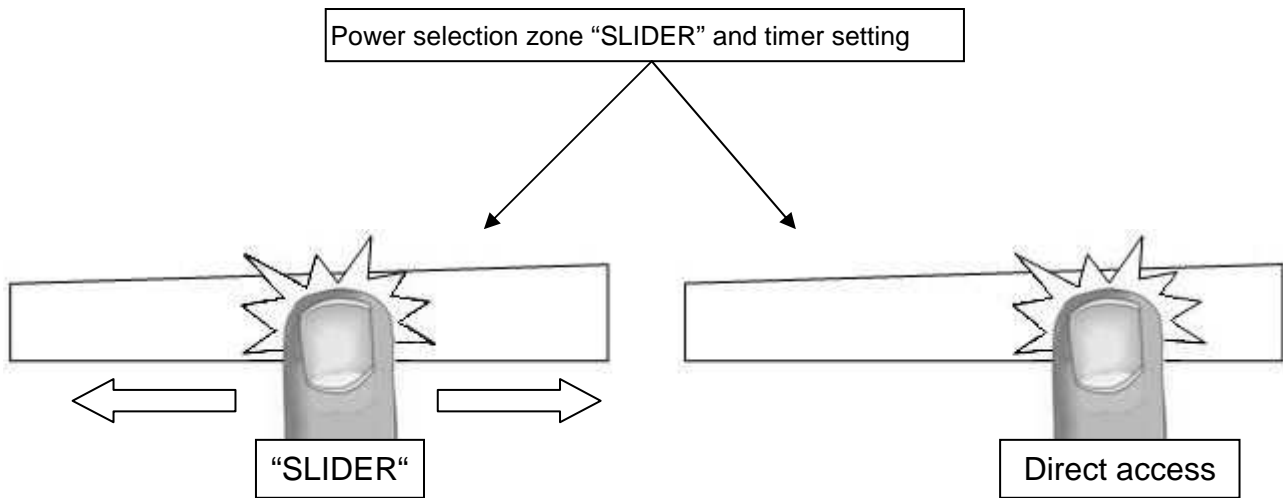 Power selection zone “SLIDER” and timer setting
“SLIDER“
Direct access